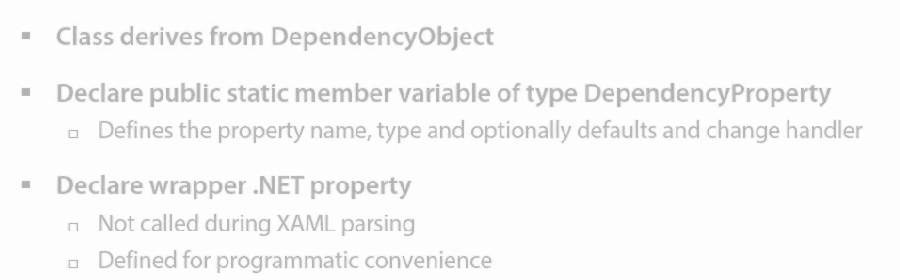 Class derives from DependencyObject
Declare public static member variable of type DependencyProperty
Defines the property name, type and optionally defaults and change handler
Declare wrapper .NET property
Not called during XAML parsing
Defined for programmatic convenience